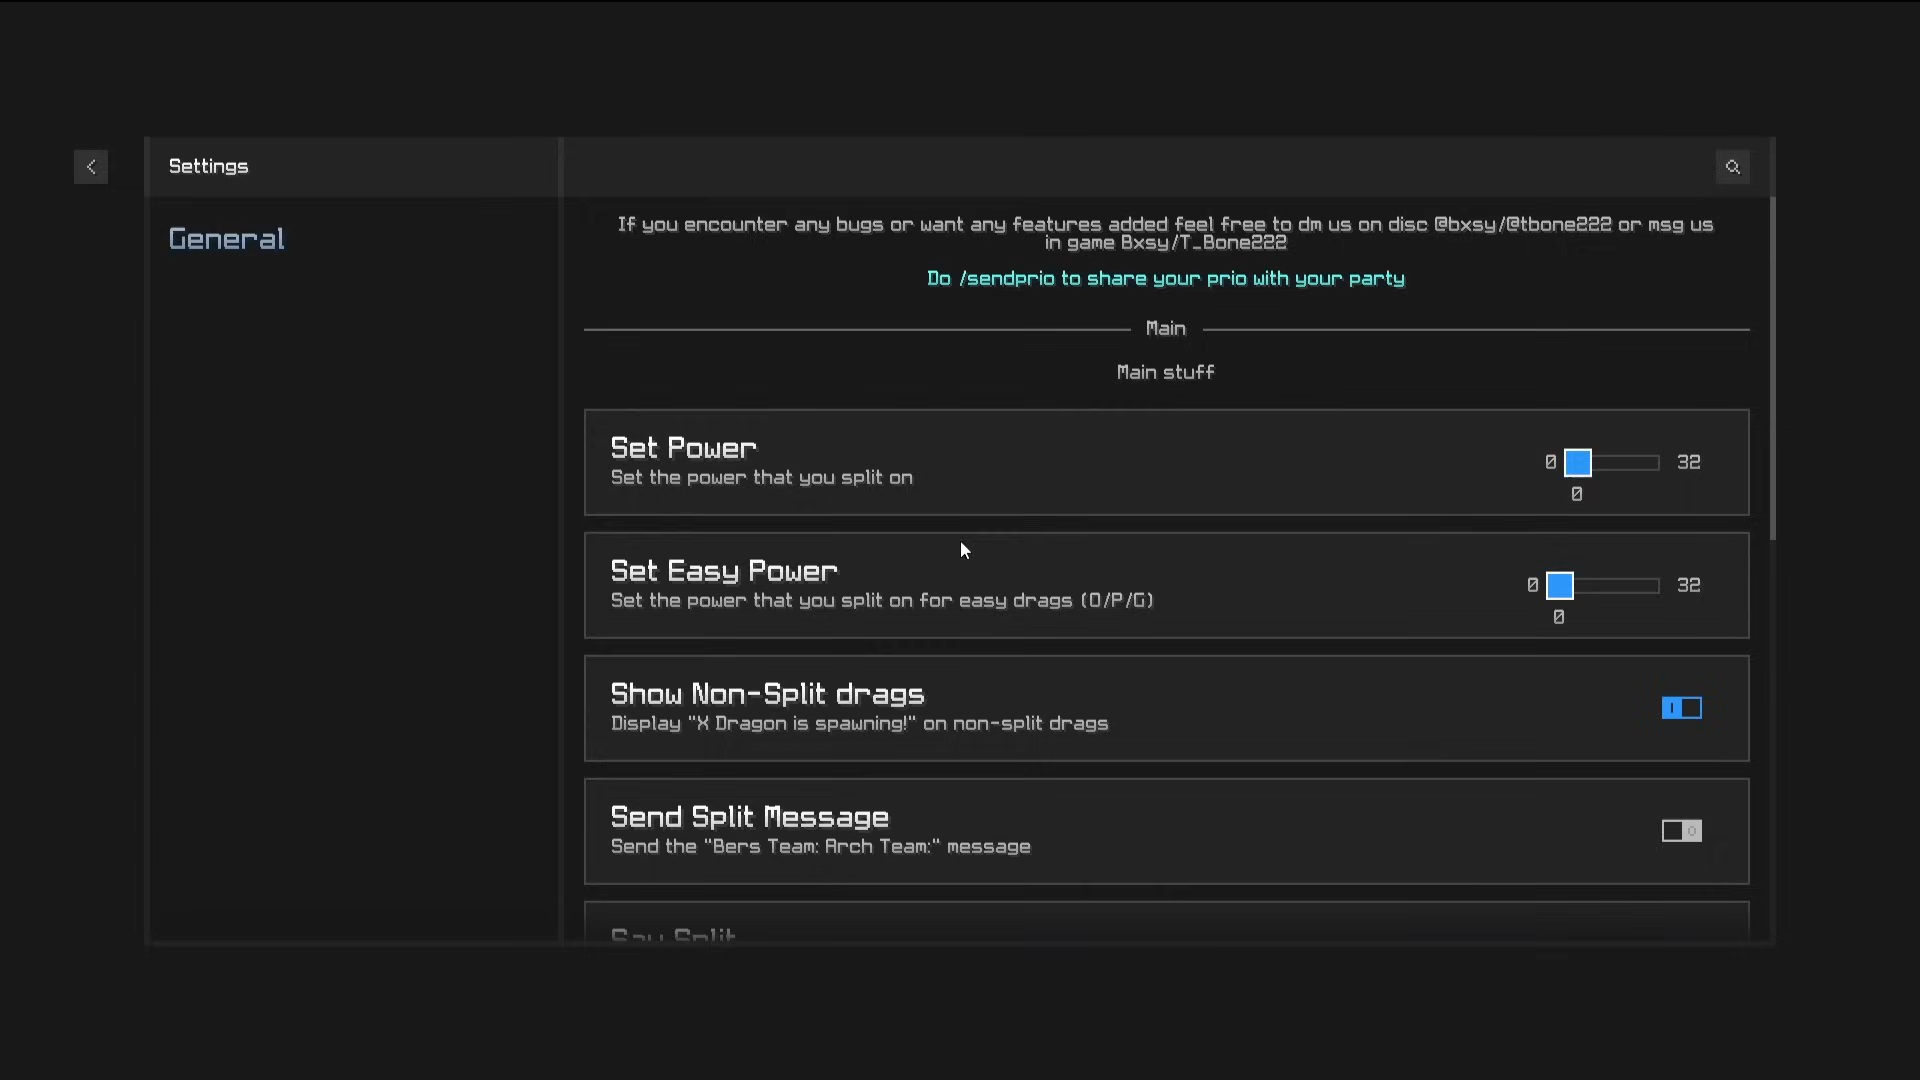 Settings
General
If you encounter any bugs or want any features added feel free to dm us on disc @bxsy/@tbone222 or msg us
in game Bxsy/T_Bone222
Do /sendprio to share your prio with your party
Main
Main stuff
Set Power
Set the power that you split on
0 32
0
Set Easy Power
Set the power that you split on for easy drags (O/P/G)
0 32
0
Show Non-Split drags
Display "X Dragon is spawning!" on non-split drags
Send Split Message
Send the "Bers Team: Arch Team:" message
Say Split